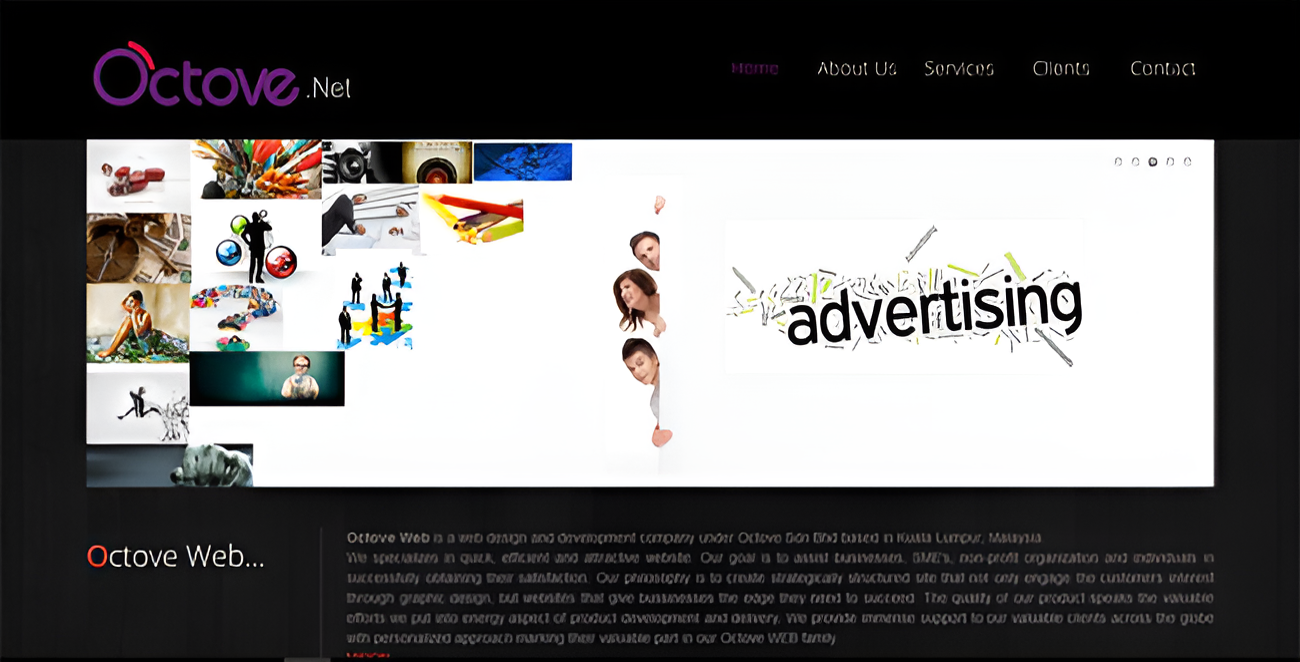 Octove .Net
Home About Us Services Clients Contact
advertising
Octove Web...
Octove Web is a web design and development company under Octove Sdn Bhd based in Kuala Lumpur, Malaysia
We specializes in quick, efficient and attractive website. Our goal is to assist businesses, SME's, non-profit organization and individuals in
successfully obtaining their satisfaction. Our philosophy is to create strategically structured site that not only engage the customers interest
through graphic design, but websites that give businesses the edge they need to succeed. The quality of our product speaks the valuable
efforts we put into energy aspect of product development and delivery. We provide immense support to our valuable clients across the globe
with personalized approach marking their valuable part in our Octove WEB family